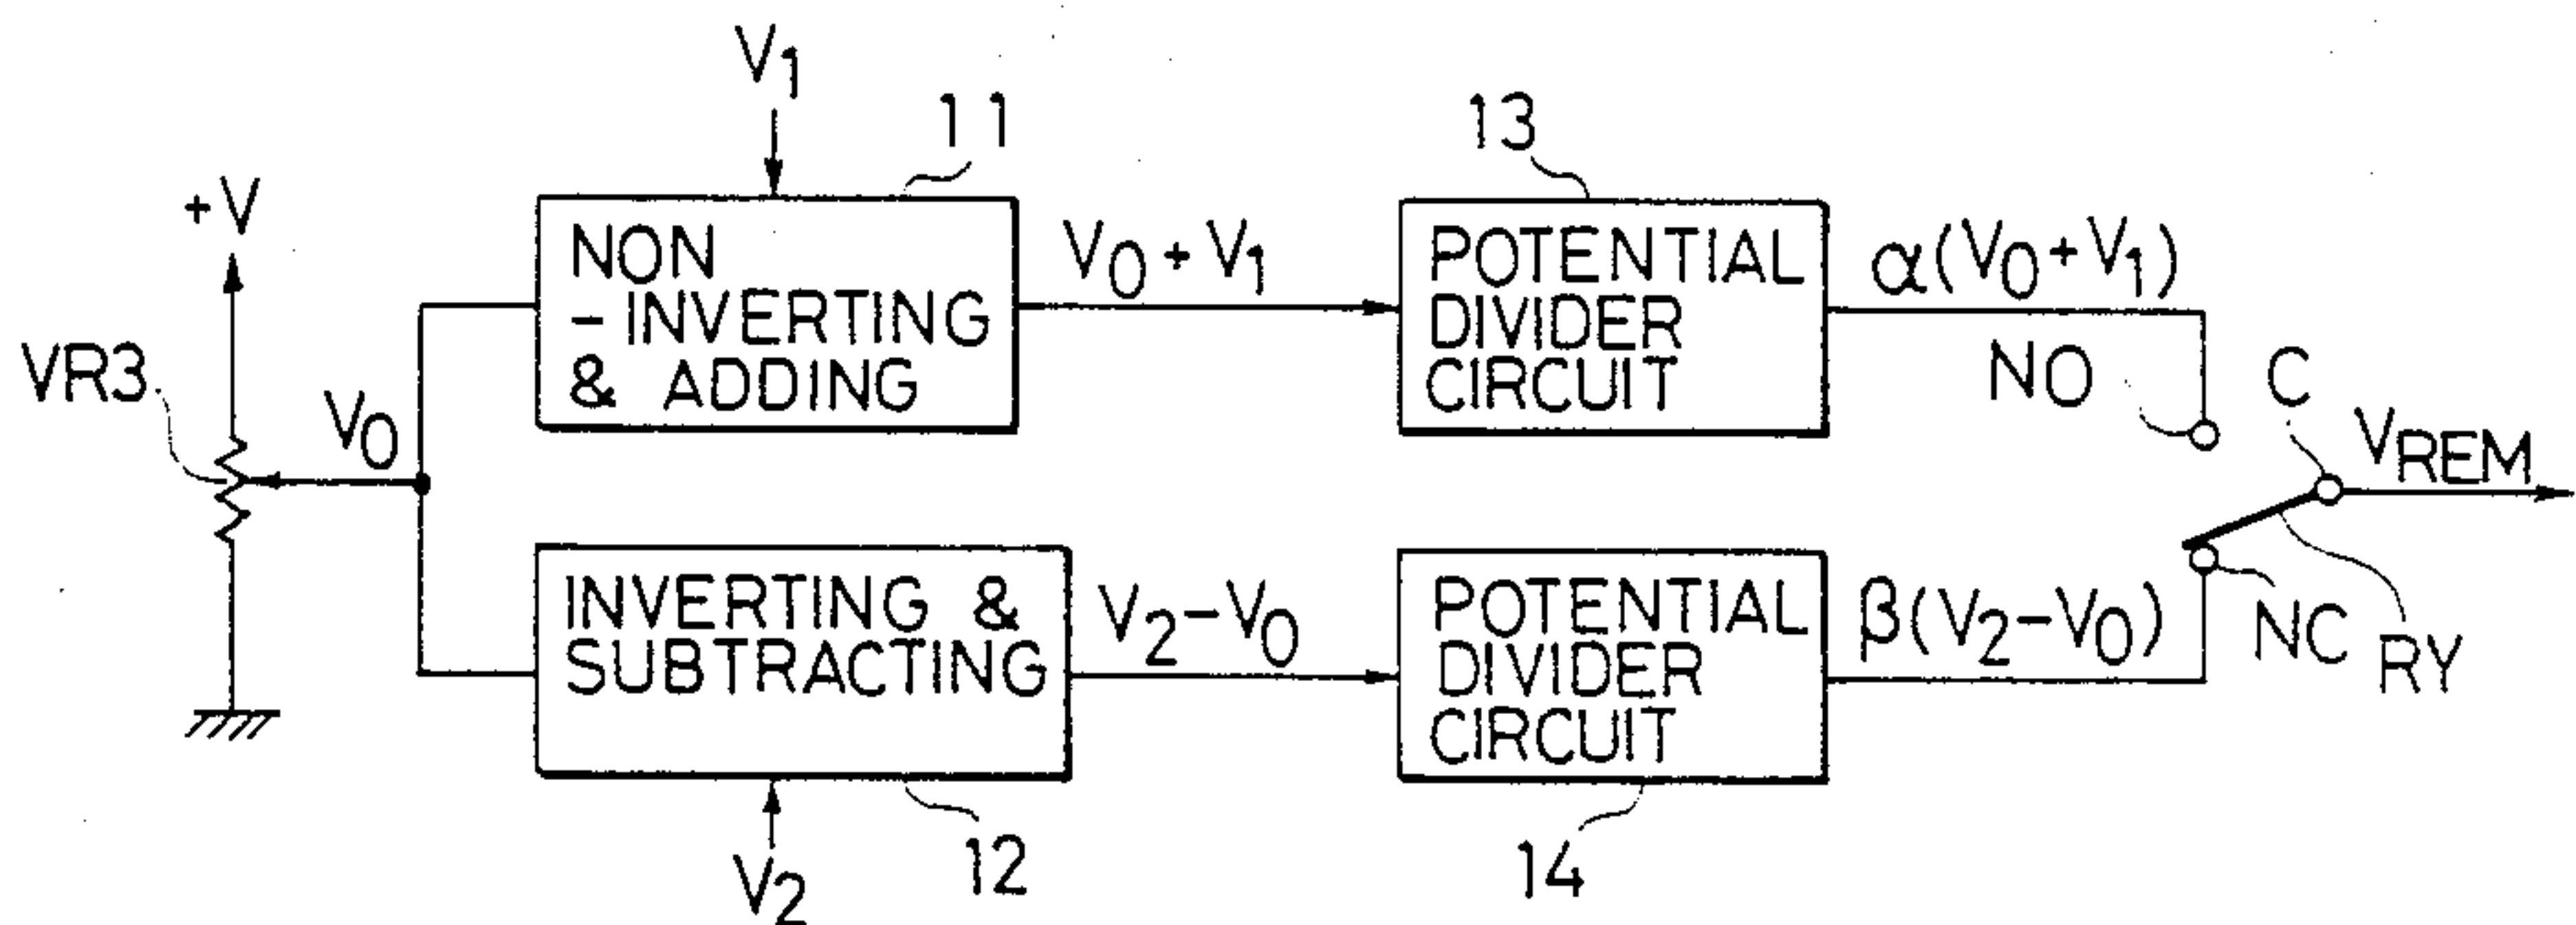 V1
11
13
+V
NON
-INVERTING
& ADDING
V0+V1
POTENTIAL
DIVIDER
CIRCUIT
α(V0+V1)
VR3
V0
NO
C
VREM
INVERTING &
SUBTRACTING
V2-V0
POTENTIAL
DIVIDER
CIRCUIT
β(V2-V0)
NC
RY
V2
12
14